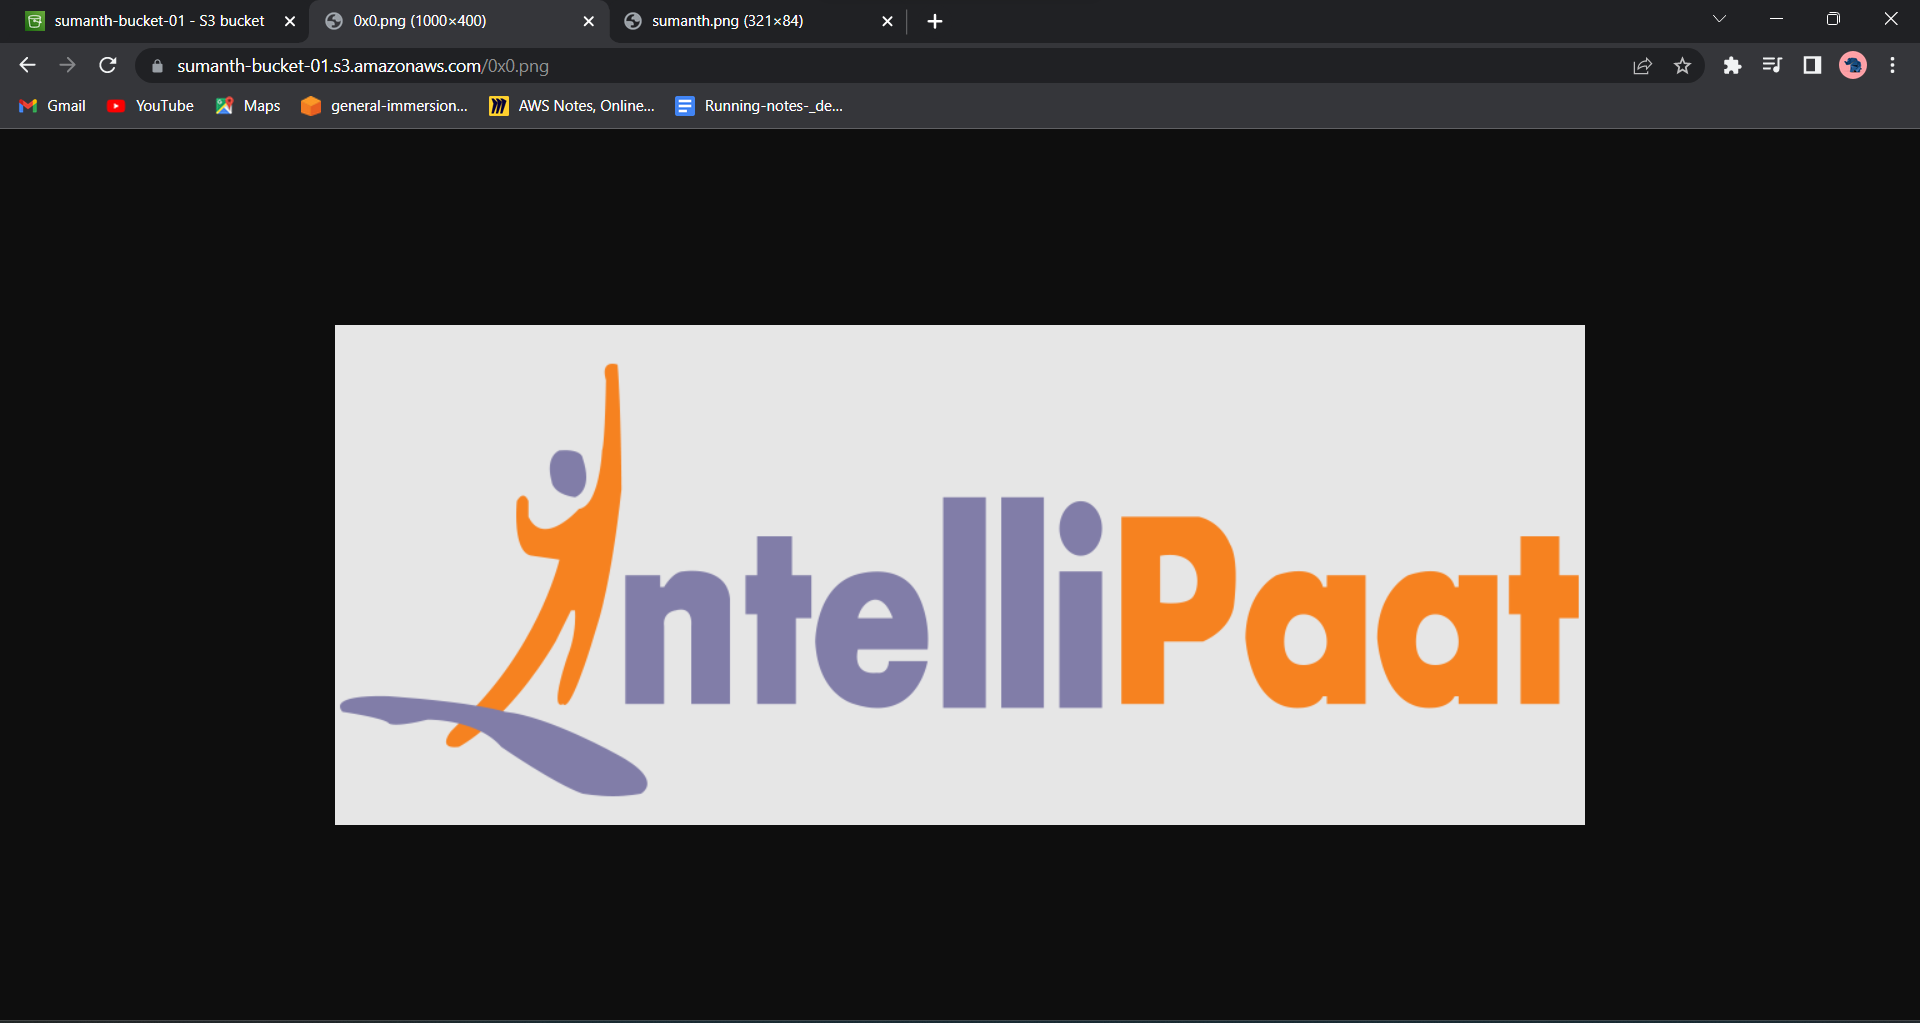 sumanth-bucket-01 - S3 bucket
0x0.png (1000×400)
sumanth.png (321×84)
sumanth-bucket-01.s3.amazonaws.com/0x0.png
Gmail
YouTube
Maps
general-immersion...
AWS Notes, Online...
Running-notes-_de...
IntelliPaat